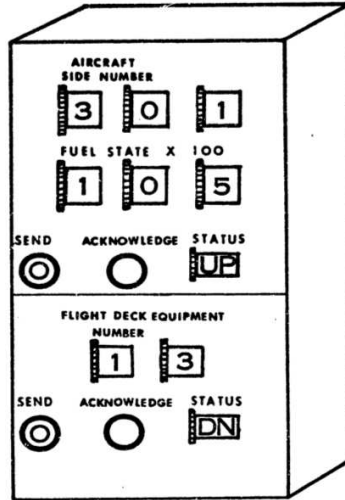 AIRCRAFT
SIDE NUMBER
3 0 1
FUEL STATE X 100
1 0 5
SEND ACKNOWLEDGE STATUS
UP
FLIGHT DECK EQUIPMENT
NUMBER
1 3
SEND ACKNOWLEDGE STATUS
DN